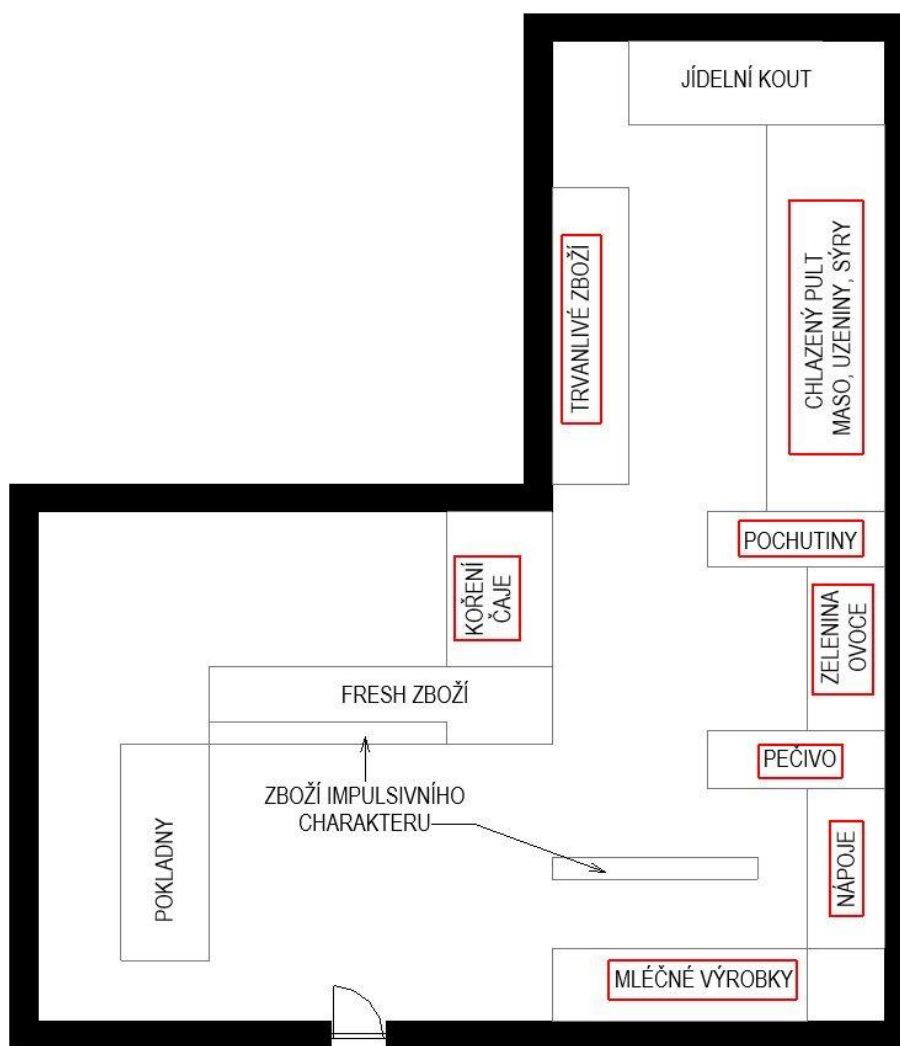 JÍDELNÍ KOUT
TRVANLIVÉ ZBOŽÍ
CHLAZENÝ PULT
MASO, UZENINY, SÝRY
POCHUTINY
KOŘENÍ
ČAJE
ZELENINA
OVOCE
FRESH ZBOŽÍ
PEČIVO
ZBOŽÍ IMPULSIVNÍHO
CHARAKTERU
POKLADNY
NÁPOJE
MLÉČNÉ VÝROBKY